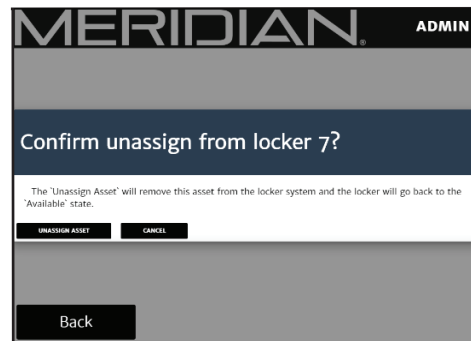 MERIDIAN®
ADMIN
Confirm unassign from locker 7?
The `Unassign Asset` will remove this asset from the locker system and the locker will go back to the
`Available` state.
UNASSIGN ASSET
CANCEL
Back